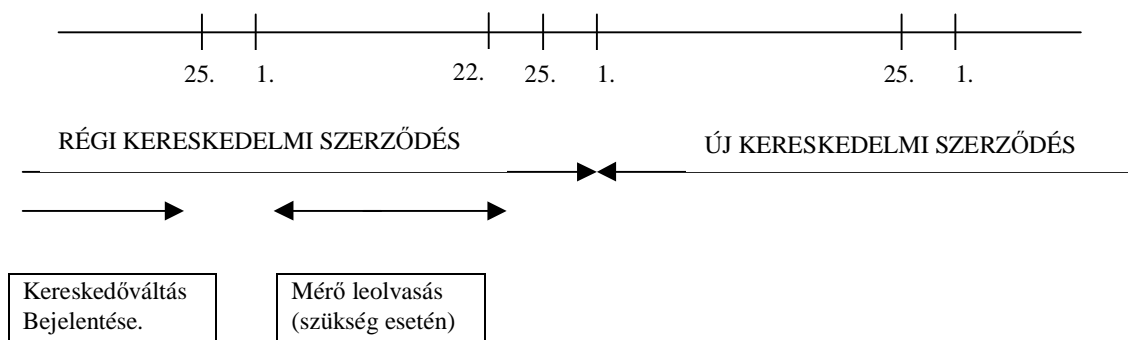 25. 1. 22. 25. 1. 25. 1.
RÉGI KERESKEDELMI SZERZŐDÉS ÚJ KERESKEDELMI SZERZŐDÉS
Kereskedőváltás
Bejelentése.
Mérő leolvasás
(szükség esetén)